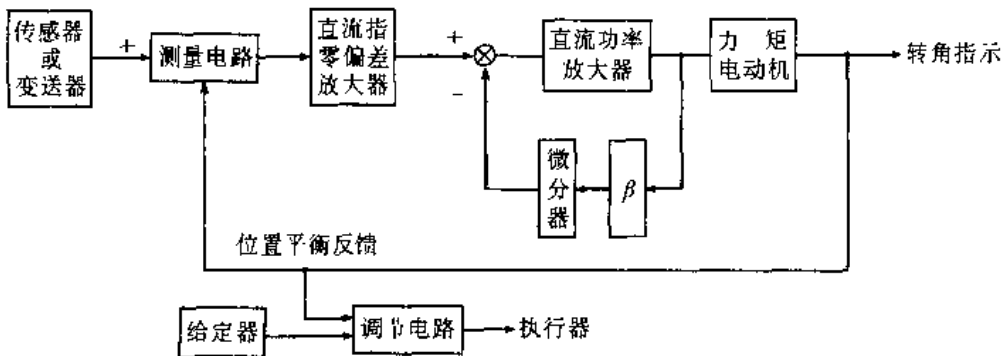 传感器
或
变送器
+
测量电路
直流指
零偏差
放大器
+
−
直流功率
放大器
力 矩
电动机
转角指示
微
分
器
β
位置平衡反馈
给定器
调节电路
执行器